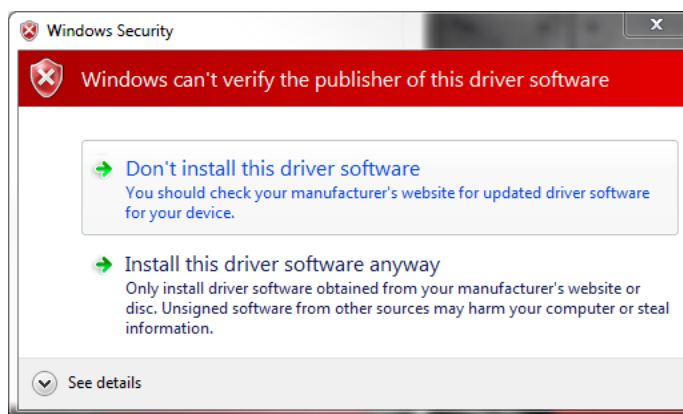 Windows Security
Windows can't verify the publisher of this driver software
Don't install this driver software
You should check your manufacturer's website for updated driver software
for your device.
Install this driver software anyway
Only install driver software obtained from your manufacturer's website or
disc. Unsigned software from other sources may harm your computer or steal
information.
See details